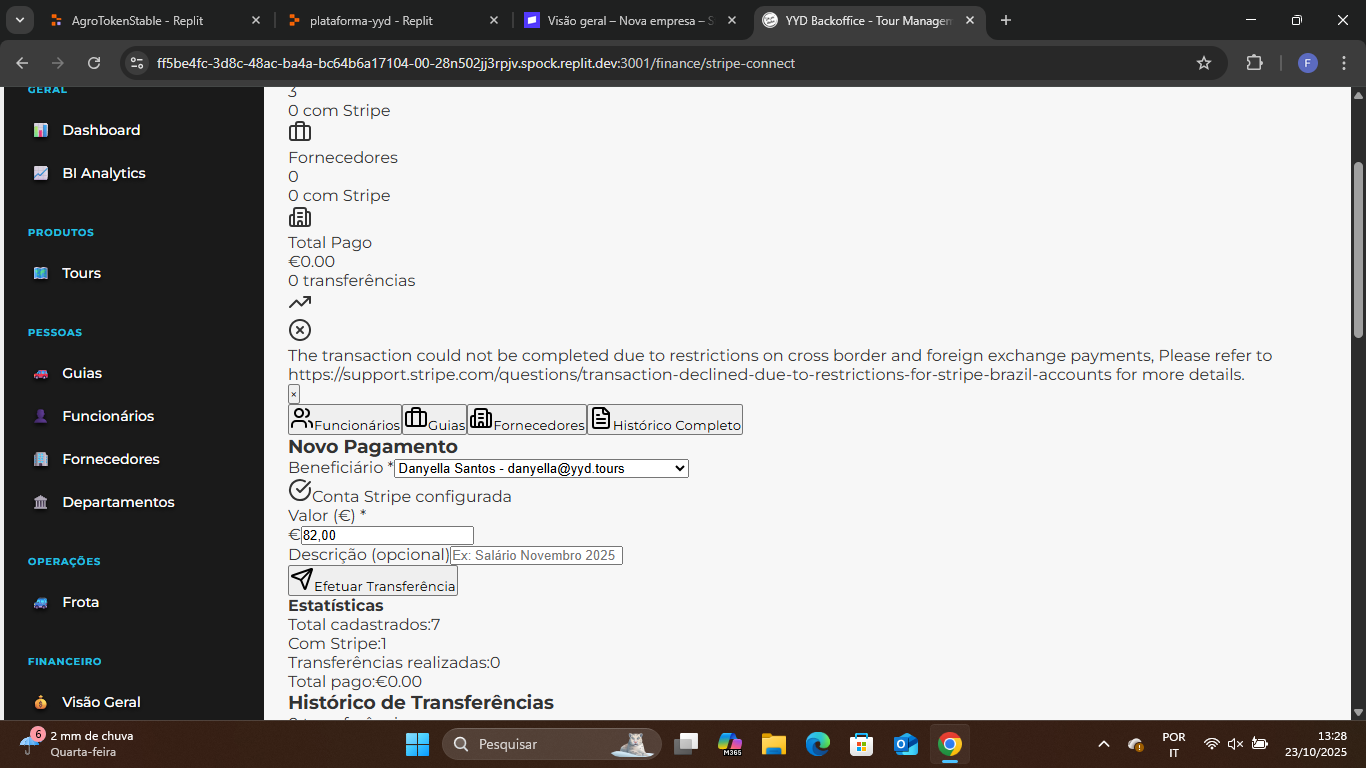 AgroTokenStable - Replit
plataforma-yyd - Replit
Visão geral – Nova empresa – S
YYD Backoffice - Tour Managem
ff5be4fc-3d8c-48ac-ba4a-bc64b6a17104-00-28n502jj3rpjv.spock.replit.dev:3001/finance/stripe-connect
F
GERAL
Dashboard
BI Analytics
PRODUTOS
Tours
PESSOAS
Guias
Funcionários
Fornecedores
Departamentos
OPERAÇÕES
Frota
FINANCEIRO
Visão Geral
3
0 com Stripe
Fornecedores
0
0 com Stripe
Total Pago
€0.00
0 transferências
The transaction could not be completed due to restrictions on cross border and foreign exchange payments, Please refer to
https://support.stripe.com/questions/transaction-declined-due-to-restrictions-for-stripe-brazil-accounts for more details.
×
Funcionários Guias Fornecedores Histórico Completo
Novo Pagamento
Beneficiário * Danyella Santos - danyella@yyd.tours
Conta Stripe configurada
Valor (€) *
€ 82,00
Descrição (opcional) Ex: Salário Novembro 2025
Efetuar Transferência
Estatísticas
Total cadastrados:7
Com Stripe:1
Transferências realizadas:0
Total pago:€0.00
Histórico de Transferências
6
2 mm de chuva
Quarta-feira
Pesquisar
M365
POR
IT
13:28
23/10/2025